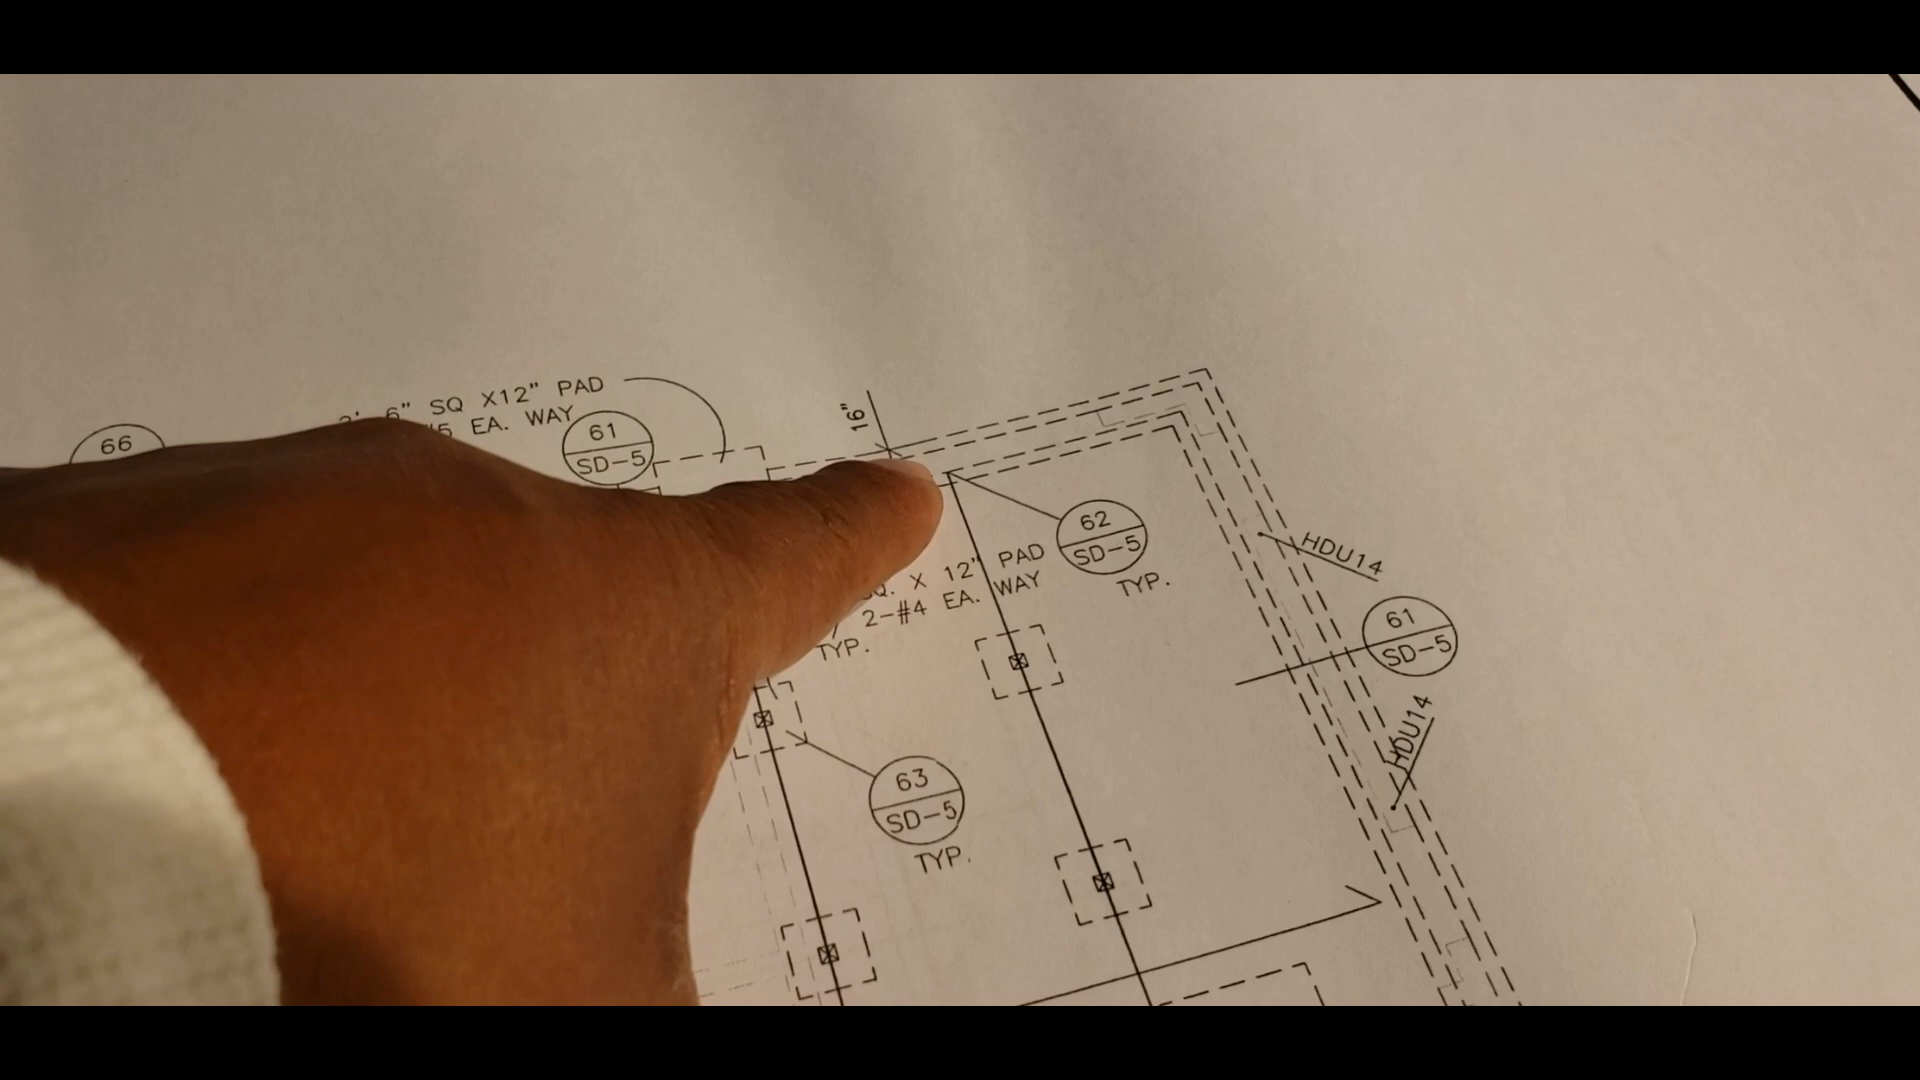 6" SQ X12" PAD
EA. WAY
16"
66
61
SD-5
62
SD-5
TYP.
X 12" PAD
2-#4 EA. WAY
TYP.
HDU14
61
SD-5
HDU14
63
SD-5
TYP.